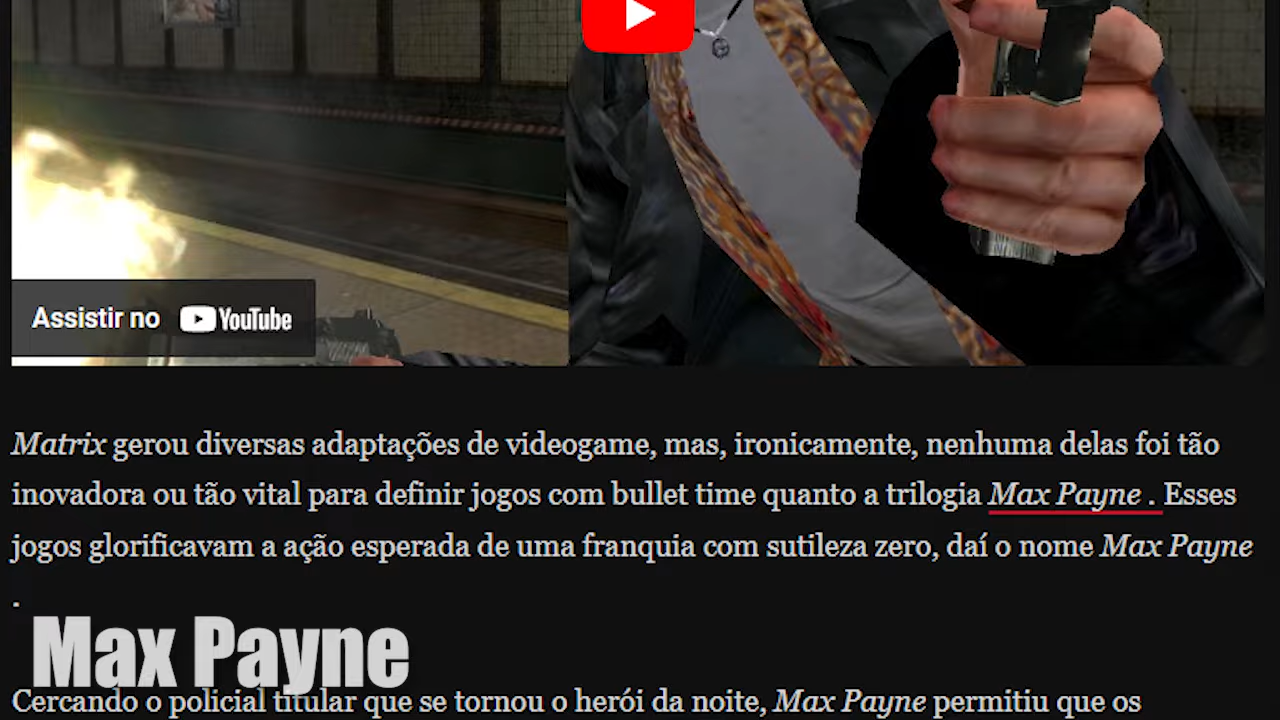 Assistir no YouTube
Matrix gerou diversas adaptações de videogame, mas, ironicamente, nenhuma delas foi tão
inovadora ou tão vital para definir jogos com bullet time quanto a trilogia Max Payne . Esses
jogos glorificavam a ação esperada de uma franquia com sutileza zero, daí o nome Max Payne
.
Max Payne
Cercando o policial titular que se tornou o herói da noite, Max Payne permitiu que os